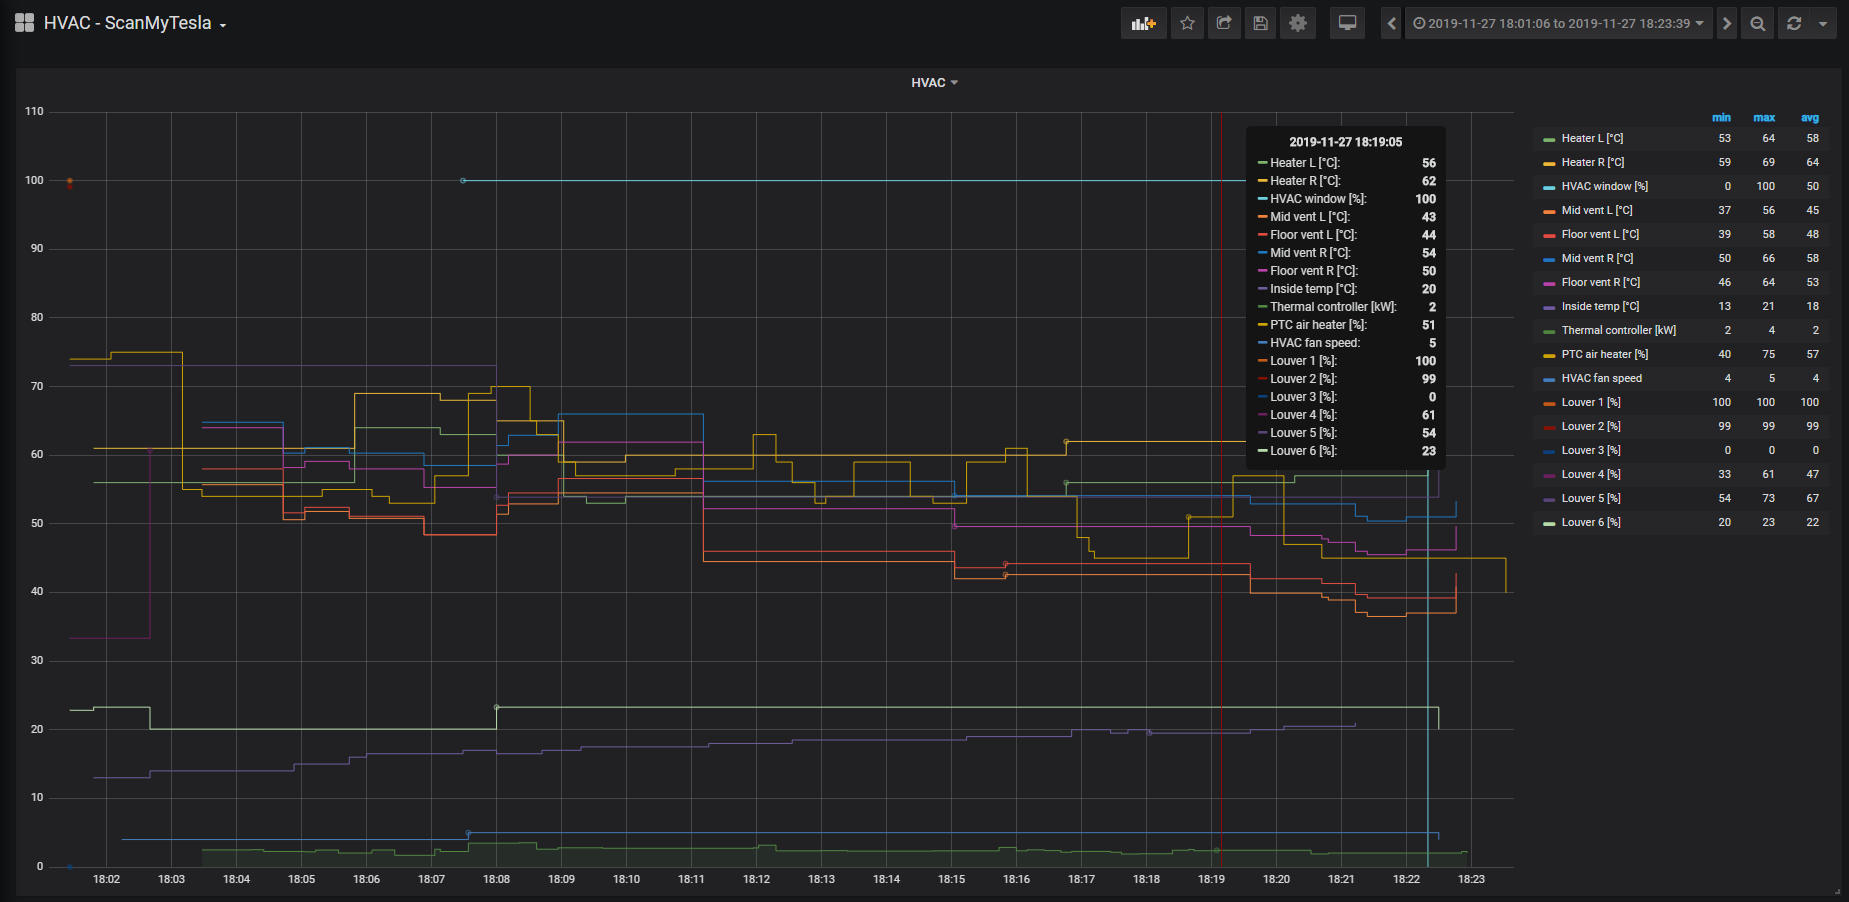 HVAC - ScanMyTesla
2019-11-27 18:01:06 to 2019-11-27 18:23:39
HVAC
110
100
90
80
70
60
50
40
30
20
10
0
18:02 18:03 18:04 18:05 18:06 18:07 18:08 18:09 18:10 18:11 18:12 18:13 18:14 18:15 18:16 18:17 18:18 18:19 18:20 18:21 18:22 18:23
2019-11-27 18:19:05
Heater L [°C]: 56
Heater R [°C]: 62
HVAC window [%]: 100
Mid vent L [°C]: 43
Floor vent L [°C]: 44
Mid vent R [°C]: 54
Floor vent R [°C]: 50
Inside temp [°C]: 20
Thermal controller [kW]: 2
PTC air heater [%]: 51
HVAC fan speed: 5
Louver 1 [%]: 100
Louver 2 [%]: 99
Louver 3 [%]: 0
Louver 4 [%]: 61
Louver 5 [%]: 54
Louver 6 [%]: 23
min max avg
Heater L [°C] 53 64 58
Heater R [°C] 59 69 64
HVAC window [%] 0 100 50
Mid vent L [°C] 37 56 45
Floor vent L [°C] 39 58 48
Mid vent R [°C] 50 66 58
Floor vent R [°C] 46 64 53
Inside temp [°C] 13 21 18
Thermal controller [kW] 2 4 2
PTC air heater [%] 40 75 57
HVAC fan speed 4 5 4
Louver 1 [%] 100 100 100
Louver 2 [%] 99 99 99
Louver 3 [%] 0 0 0
Louver 4 [%] 33 61 47
Louver 5 [%] 54 73 67
Louver 6 [%] 20 23 22